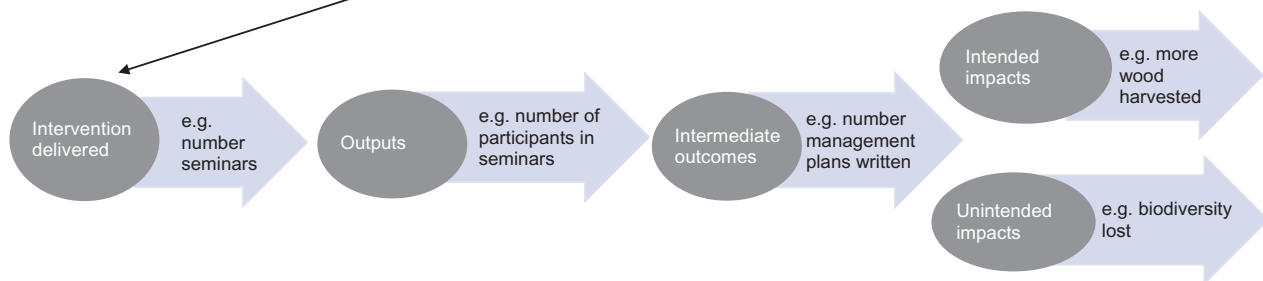 Intervention
delivered
e.g.
number
seminars
Outputs
e.g. number of
participants in
seminars
Intermediate
outcomes
e.g. number
management
plans written
Intended
impacts
e.g. more
wood
harvested
Unintended
impacts
e.g. biodiversity
lost